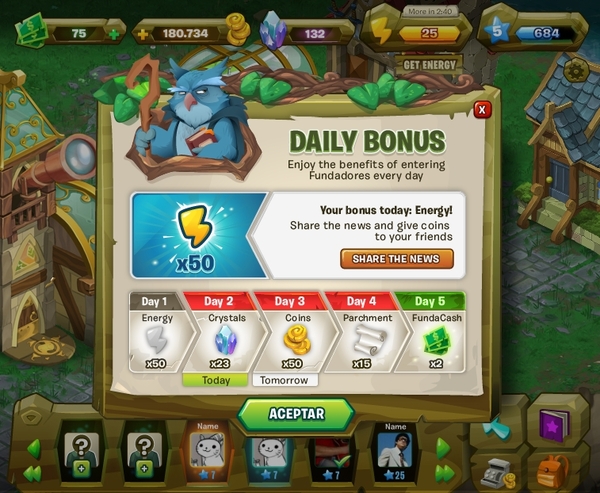 More in 2:40
75
180.734
132
25
5
684
GET ENERGY
X
DAILY BONUS
Enjoy the benefits of entering
Fundadores every day
Your bonus today: Energy!
Share the news and give coins
to your friends
SHARE THE NEWS
x50
Day 1
Day 2
Day 3
Day 4
Day 5
Energy
Crystals
Coins
Parchment
FundaCash
x50
x23
x50
x15
x2
Today
Tomorrow
ACEPTAR
Name
Name
? ?
7
7
7
25